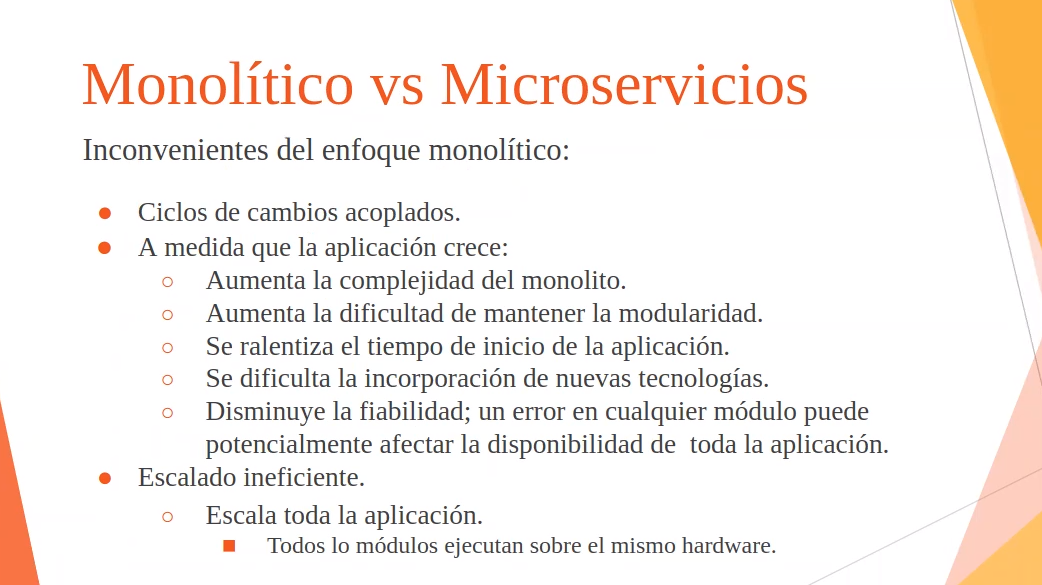 Monolítico vs Microservicios
Inconvenientes del enfoque monolítico:
● Ciclos de cambios acoplados.
● A medida que la aplicación crece:
○ Aumenta la complejidad del monolito.
○ Aumenta la dificultad de mantener la modularidad.
○ Se ralentiza el tiempo de inicio de la aplicación.
○ Se dificulta la incorporación de nuevas tecnologías.
○ Disminuye la fiabilidad; un error en cualquier módulo puede
potencialmente afectar la disponibilidad de  toda la aplicación.
● Escalado ineficiente.
○ Escala toda la aplicación.
■ Todos lo módulos ejecutan sobre el mismo hardware.